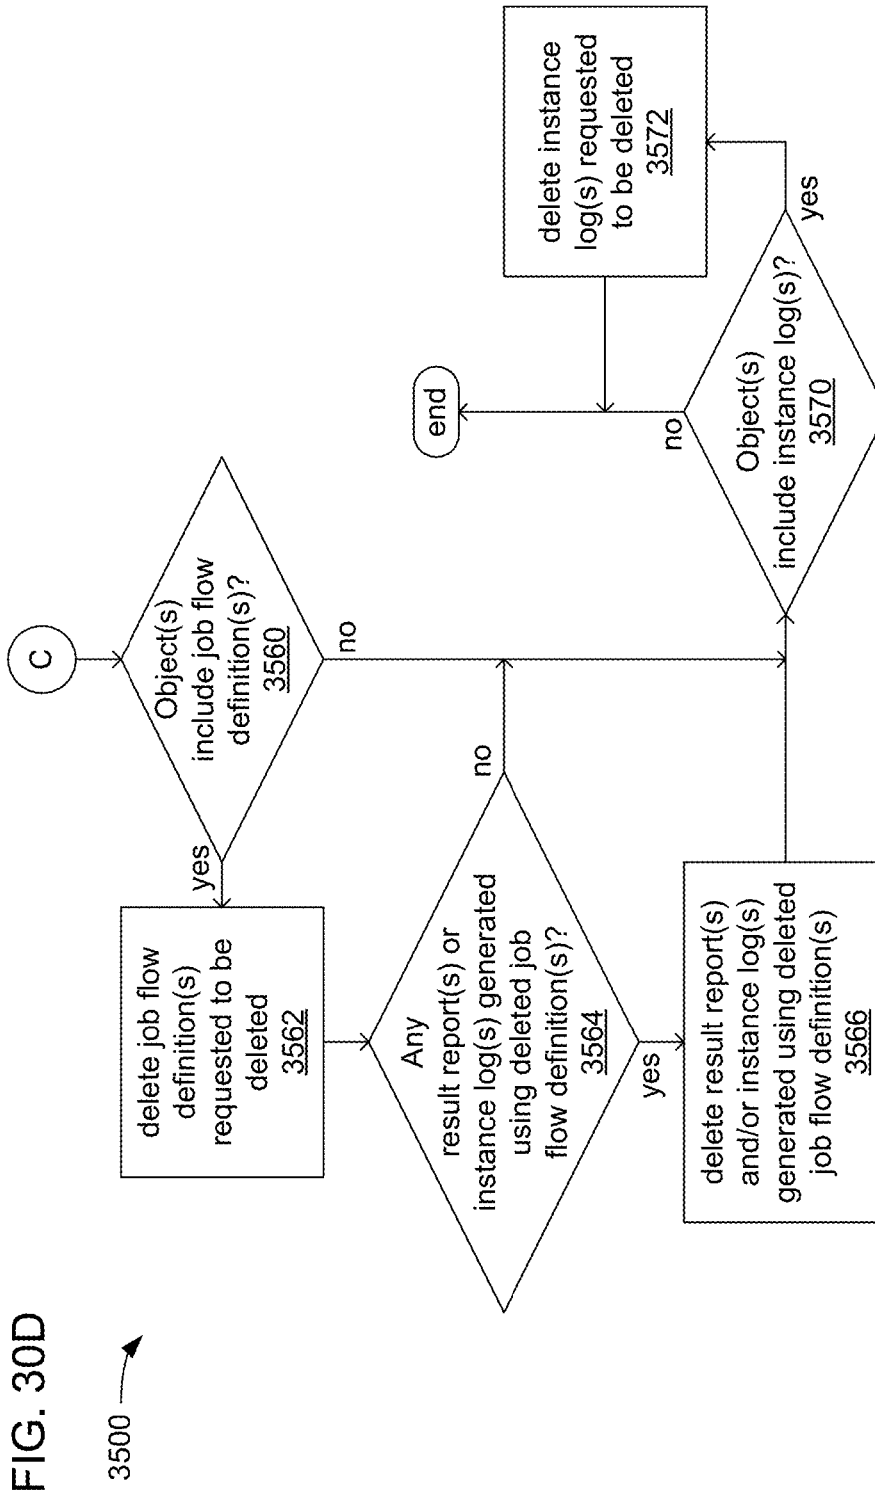 FIG. 30D
3500
C
Object(s)
include job flow
definition(s)?
3560
yes
no
delete job flow
definition(s)
requested to be
deleted
3562
Any
result report(s) or
instance log(s) generated
using deleted job
flow definition(s)?
3564
no
yes
delete result report(s)
and/or instance log(s)
generated using deleted
job flow definition(s)
3566
Object(s)
include instance log(s)?
3570
no
yes
delete instance
log(s) requested
to be deleted
3572
end